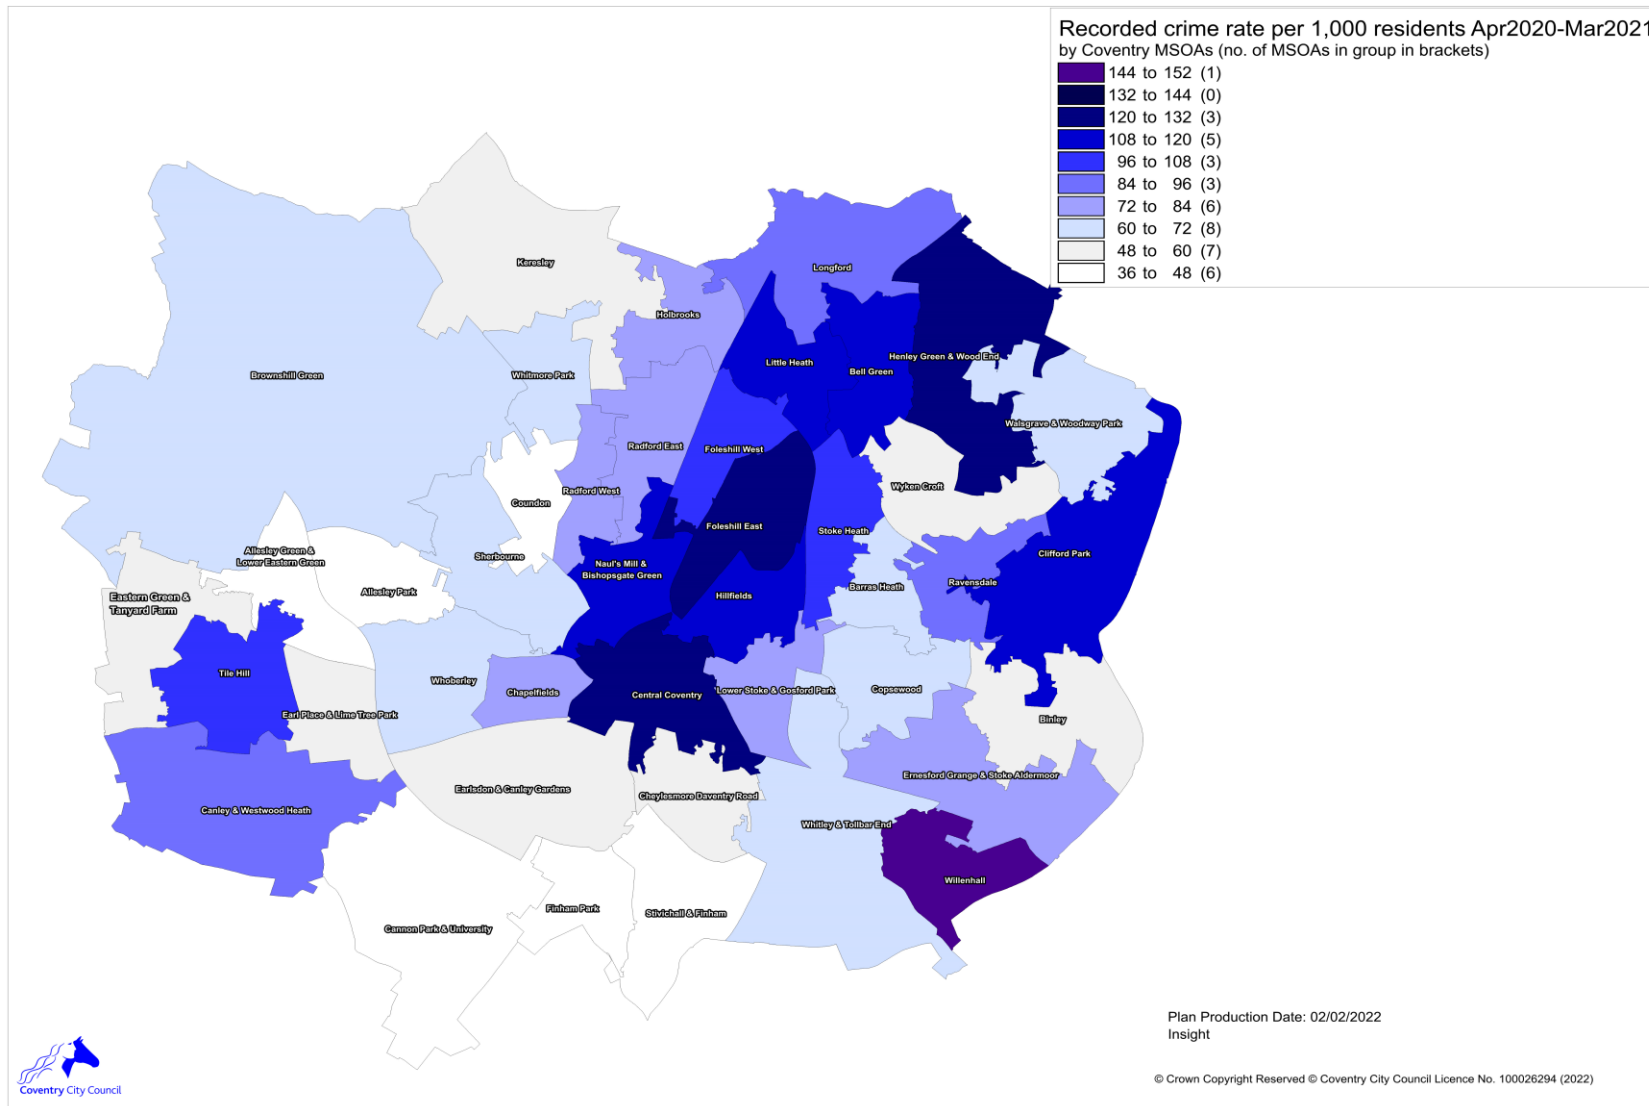 Recorded crime rate per 1,000 residents Apr2020-Mar2021
by Coventry MSOAs (no. of MSOAs in group in brackets)
144 to 152 (1)
132 to 144 (0)
120 to 132 (3)
108 to 120 (5)
96 to 108 (3)
84 to 96 (3)
72 to 84 (6)
60 to 72 (8)
48 to 60 (7)
36 to 48 (6)
Keresley
Longford
Holbrooks
Brownshill Green
Whitmore Park
Little Heath
Bell Green
Henley Green & Wood End
Walsgrave & Woodway Park
Radford East
Foleshill West
Radford West
Coundon
Wyken Croft
Foleshill East
Stoke Heath
Allesley Green &
Lower Eastern Green
Sherbourne
Clifford Park
Naul's Mill &
Bishopsgate Green
Ravensdale
Barras Heath
Allesley Park
Hillfields
Eastern Green &
Tanyard Farm
Tile Hill
Whoberley
Chapelfields
Central Coventry
Lower Stoke & Gosford Park
Copsewood
Earl Place & Lime Tree Park
Binley
Ernesford Grange & Stoke Aldermoor
Earlsdon & Canley Gardens
Cheylesmore Daventry Road
Canley & Westwood Heath
Whitley & Tollbar End
Willenhall
Finham Park
Stivichall & Finham
Cannon Park & University
Plan Production Date: 02/02/2022
Insight
© Crown Copyright Reserved © Coventry City Council Licence No. 100026294 (2022)
Coventry City Council